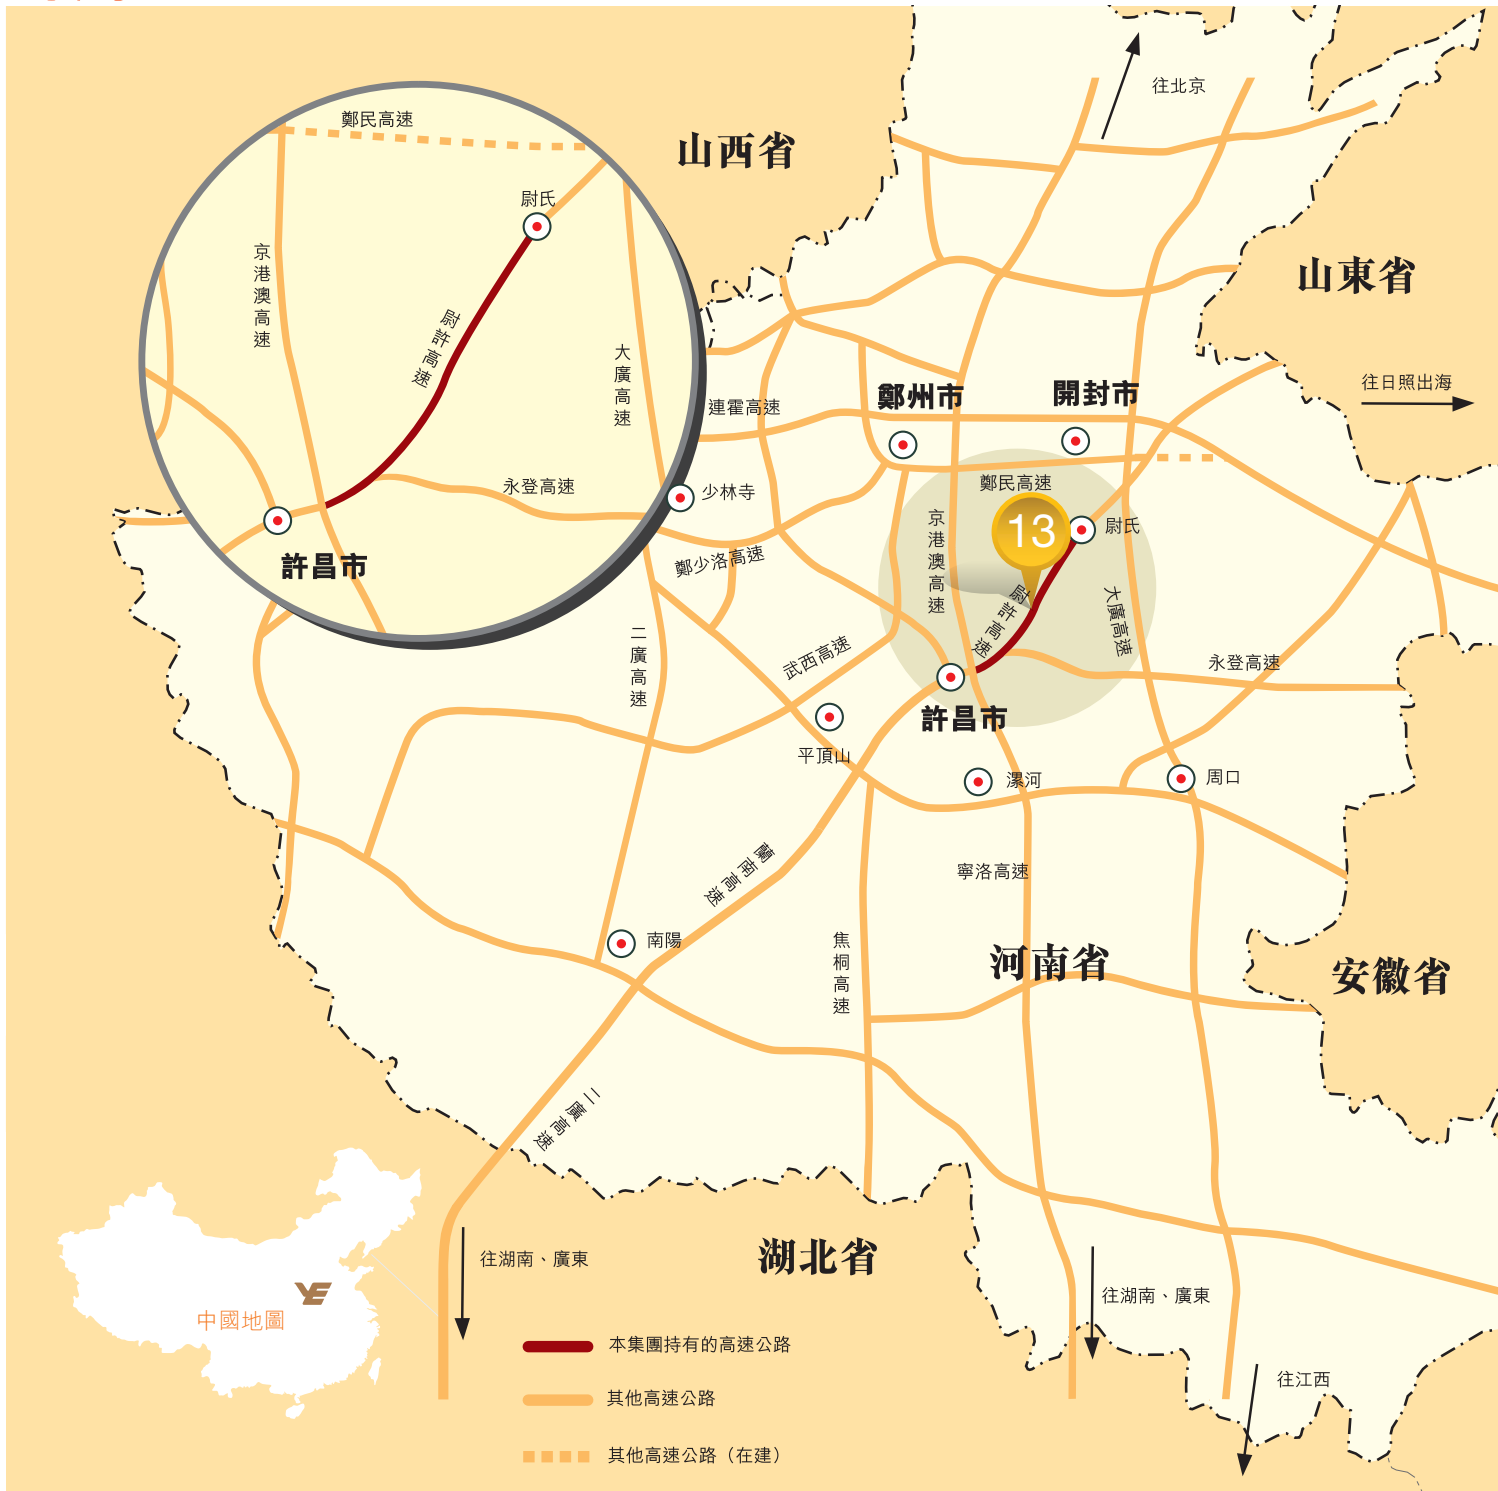 往北京
鄭民高速
山西省
尉氏
京港澳高速
山東省
尉許高速
大廣高速
往日照出海
鄭州市
開封市
連霍高速
永登高速
少林寺
鄭民高速
13
尉氏
京港澳高速
許昌市
鄭少洛高速
尉許高速
大廣高速
二廣高速
武西高速
永登高速
許昌市
平頂山
漯河
周口
蘭南高速
寧洛高速
南陽
焦桐高速
河南省
安徽省
二廣高速
湖北省
往湖南、廣東
往湖南、廣東
中國地圖
本集團持有的高速公路
往江西
其他高速公路
其他高速公路（在建）